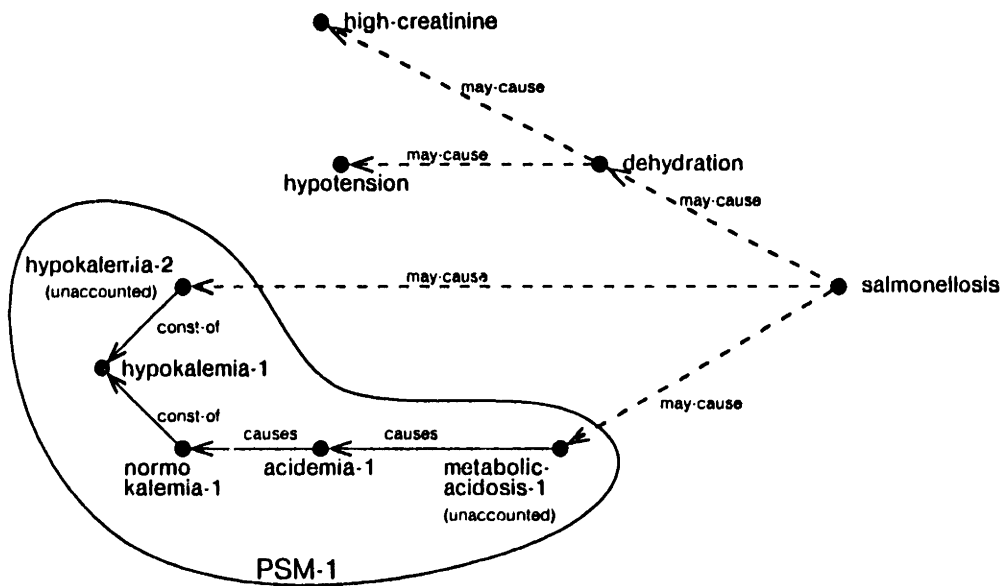 high-creatinine
may-cause
may-cause
dehydration
hypotension
may-cause
hypokalemia-2
(unaccounted)
may-cause
salmonellosis
const-of
hypokalemia-1
const-of
may-cause
causes
causes
normo
kalemia-1
acidemia-1
metabolic-
acidosis-1
(unaccounted)
PSM-1